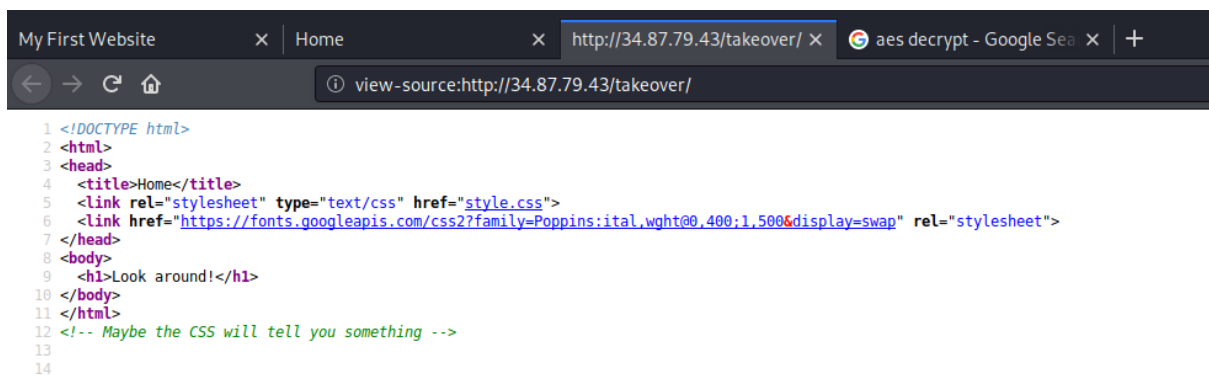 My First Website
Home
http://34.87.79.43/takeover/
aes decrypt - Google Sea
view-source:http://34.87.79.43/takeover/
1 <!DOCTYPE html>
2 <html>
3 <head>
4 <title>Home</title>
5 <link rel="stylesheet" type="text/css" href="style.css">
6 <link href="https://fonts.googleapis.com/css2?family=Poppins:ital,wght@0,400;1,500&display=swap" rel="stylesheet">
7 </head>
8 <body>
9 <h1>Look around!</h1>
10 </body>
11 </html>
12 <!-- Maybe the CSS will tell you something -->
13
14